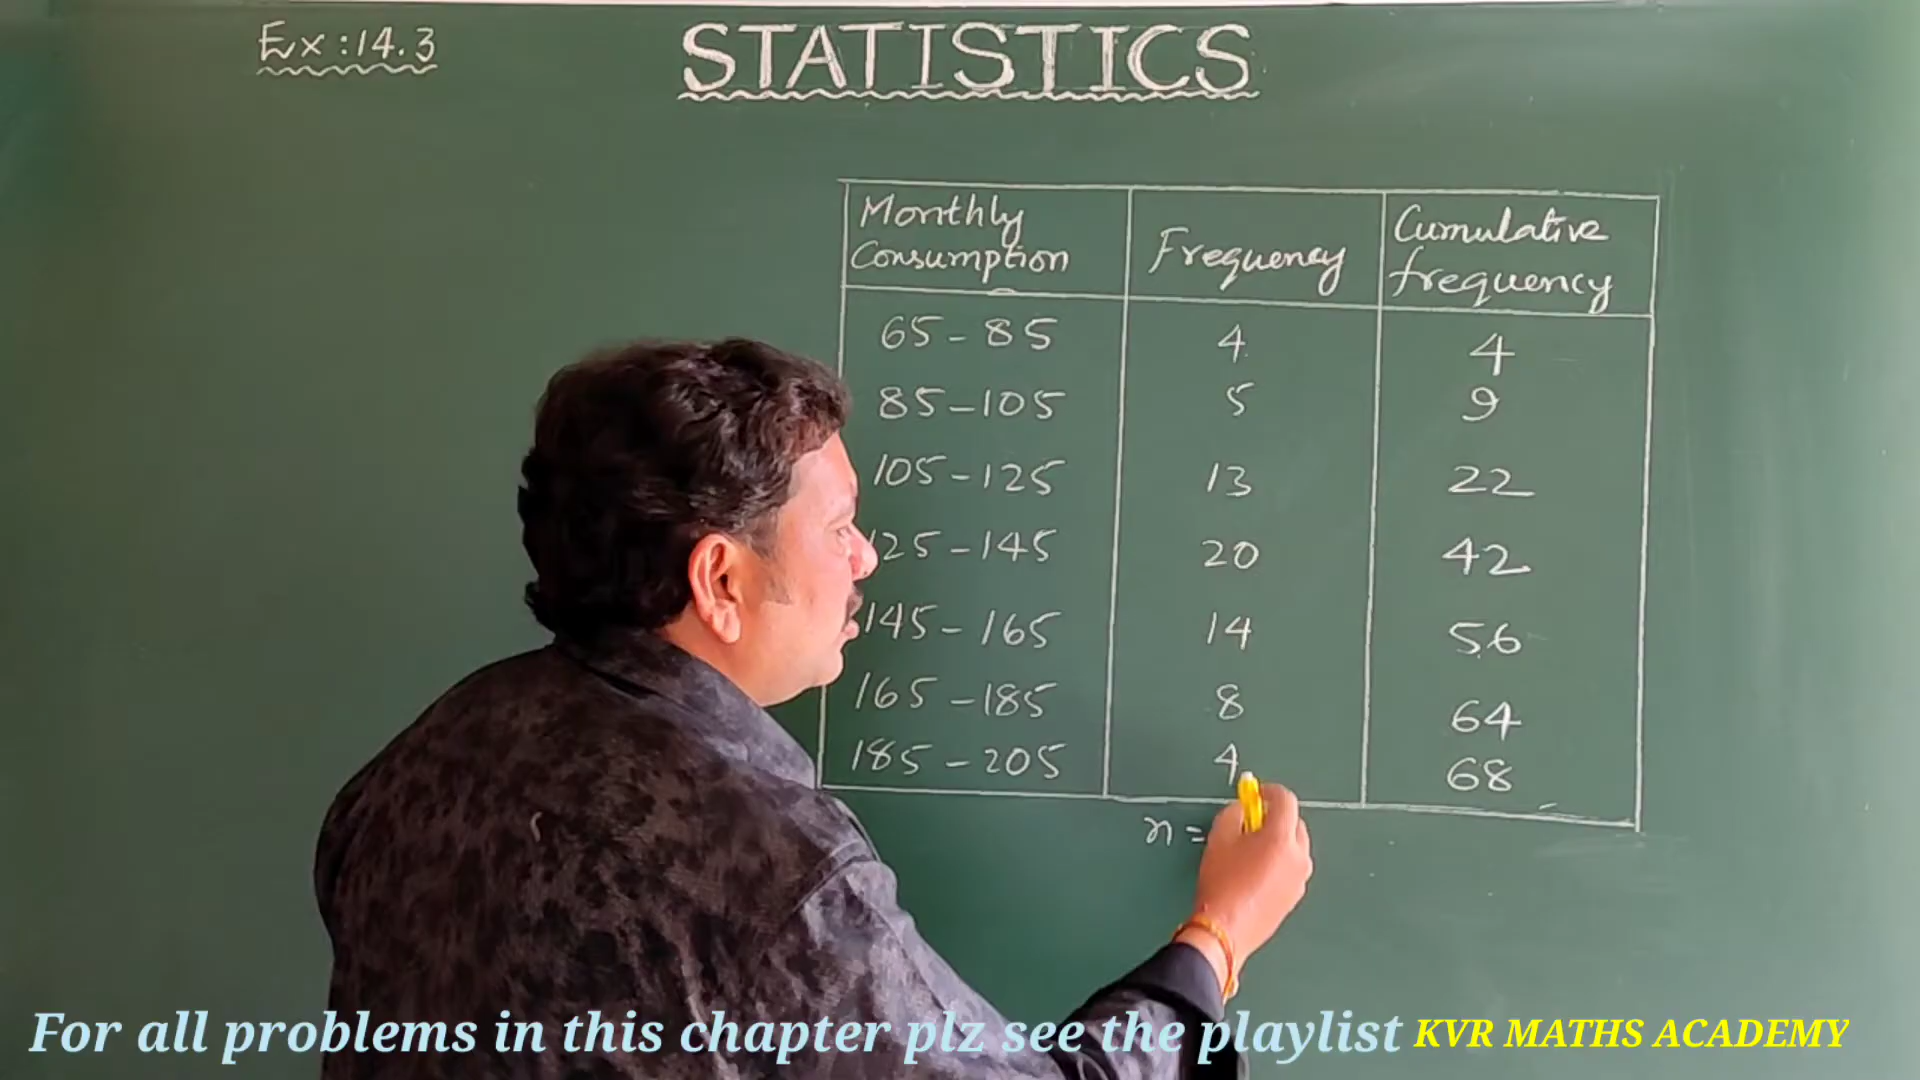 Ex:14.3
STATISTICS
Monthly Consumption Frequency Cumulative frequency
65-85 4 4
85-105 5 9
105-125 13 22
125-145 20 42
145-165 14 56
165-185 8 64
185-205 4 68
n =
For all problems in this chapter plz see the playlist KVR MATHS ACADEMY